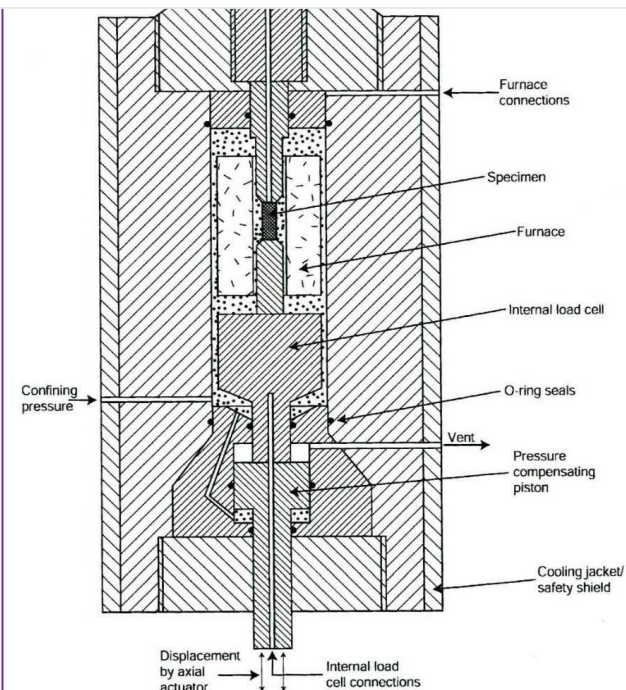 Furnace
connections
Specimen
Furnace
Internal load cell
Confining
pressure
O-ring seals
Vent
Pressure
compensating
piston
Cooling jacket/
safety shield
Displacement
by axial
actuator
Internal load
cell connections